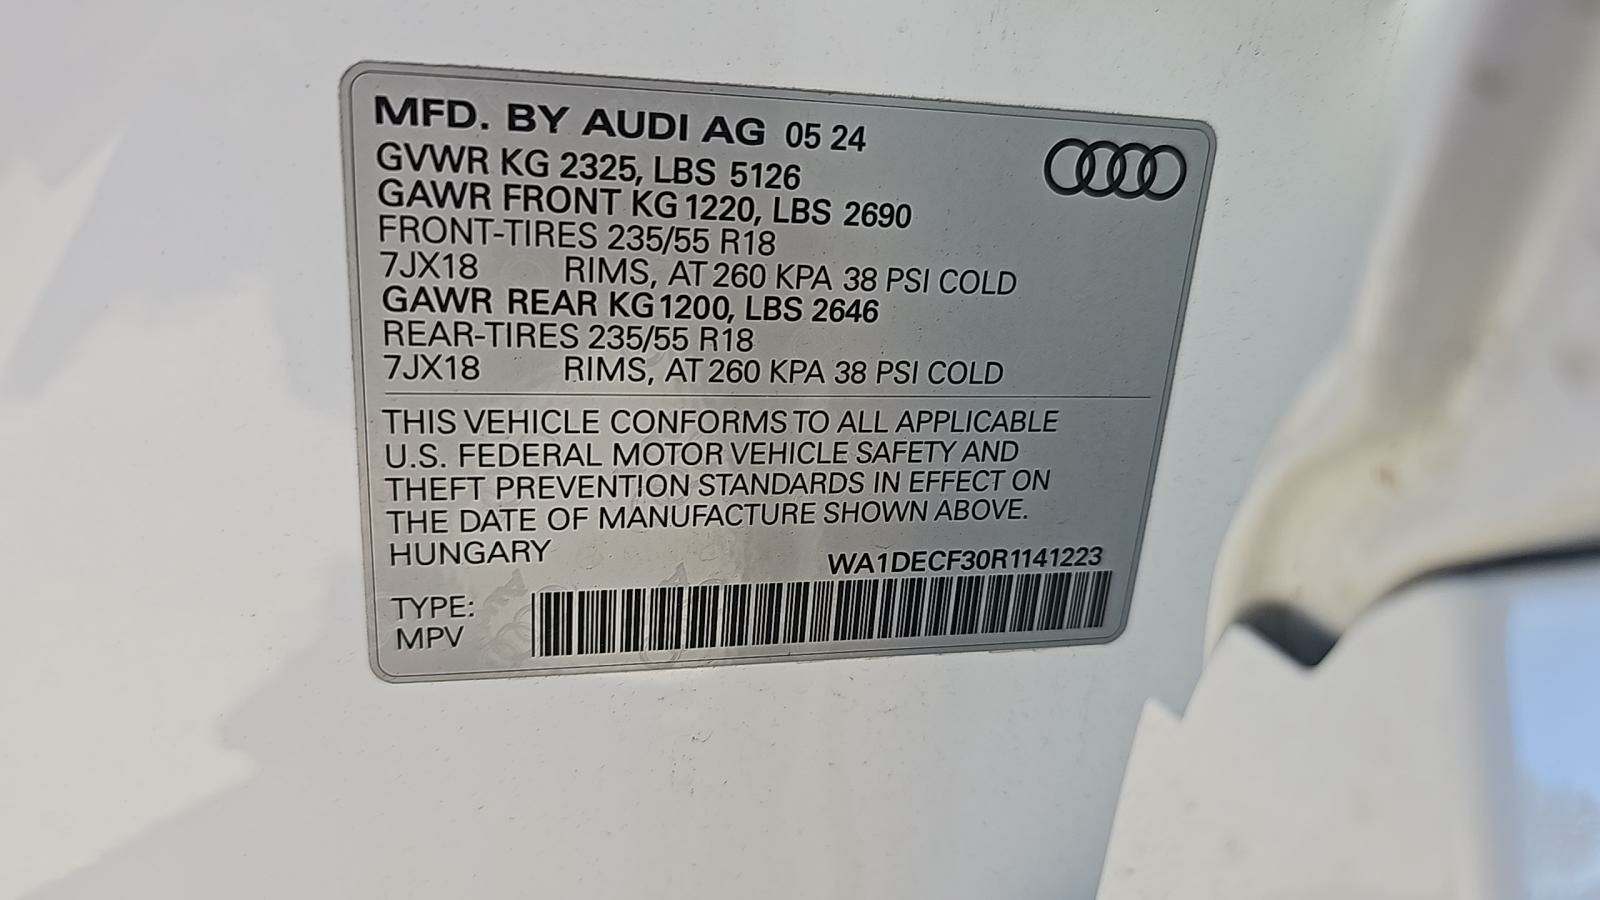 MFD. BY AUDI AG 05 24
GVWR KG 2325, LBS 5126
GAWR FRONT KG 1220, LBS 2690
FRONT-TIRES 235/55 R18
7JX18 RIMS, AT 260 KPA 38 PSI COLD
GAWR REAR KG 1200, LBS 2646
REAR-TIRES 235/55 R18
7JX18 RIMS, AT 260 KPA 38 PSI COLD
THIS VEHICLE CONFORMS TO ALL APPLICABLE
U.S. FEDERAL MOTOR VEHICLE SAFETY AND
THEFT PREVENTION STANDARDS IN EFFECT ON
THE DATE OF MANUFACTURE SHOWN ABOVE.
HUNGARY WA1DECF30R1141223
TYPE:
MPV